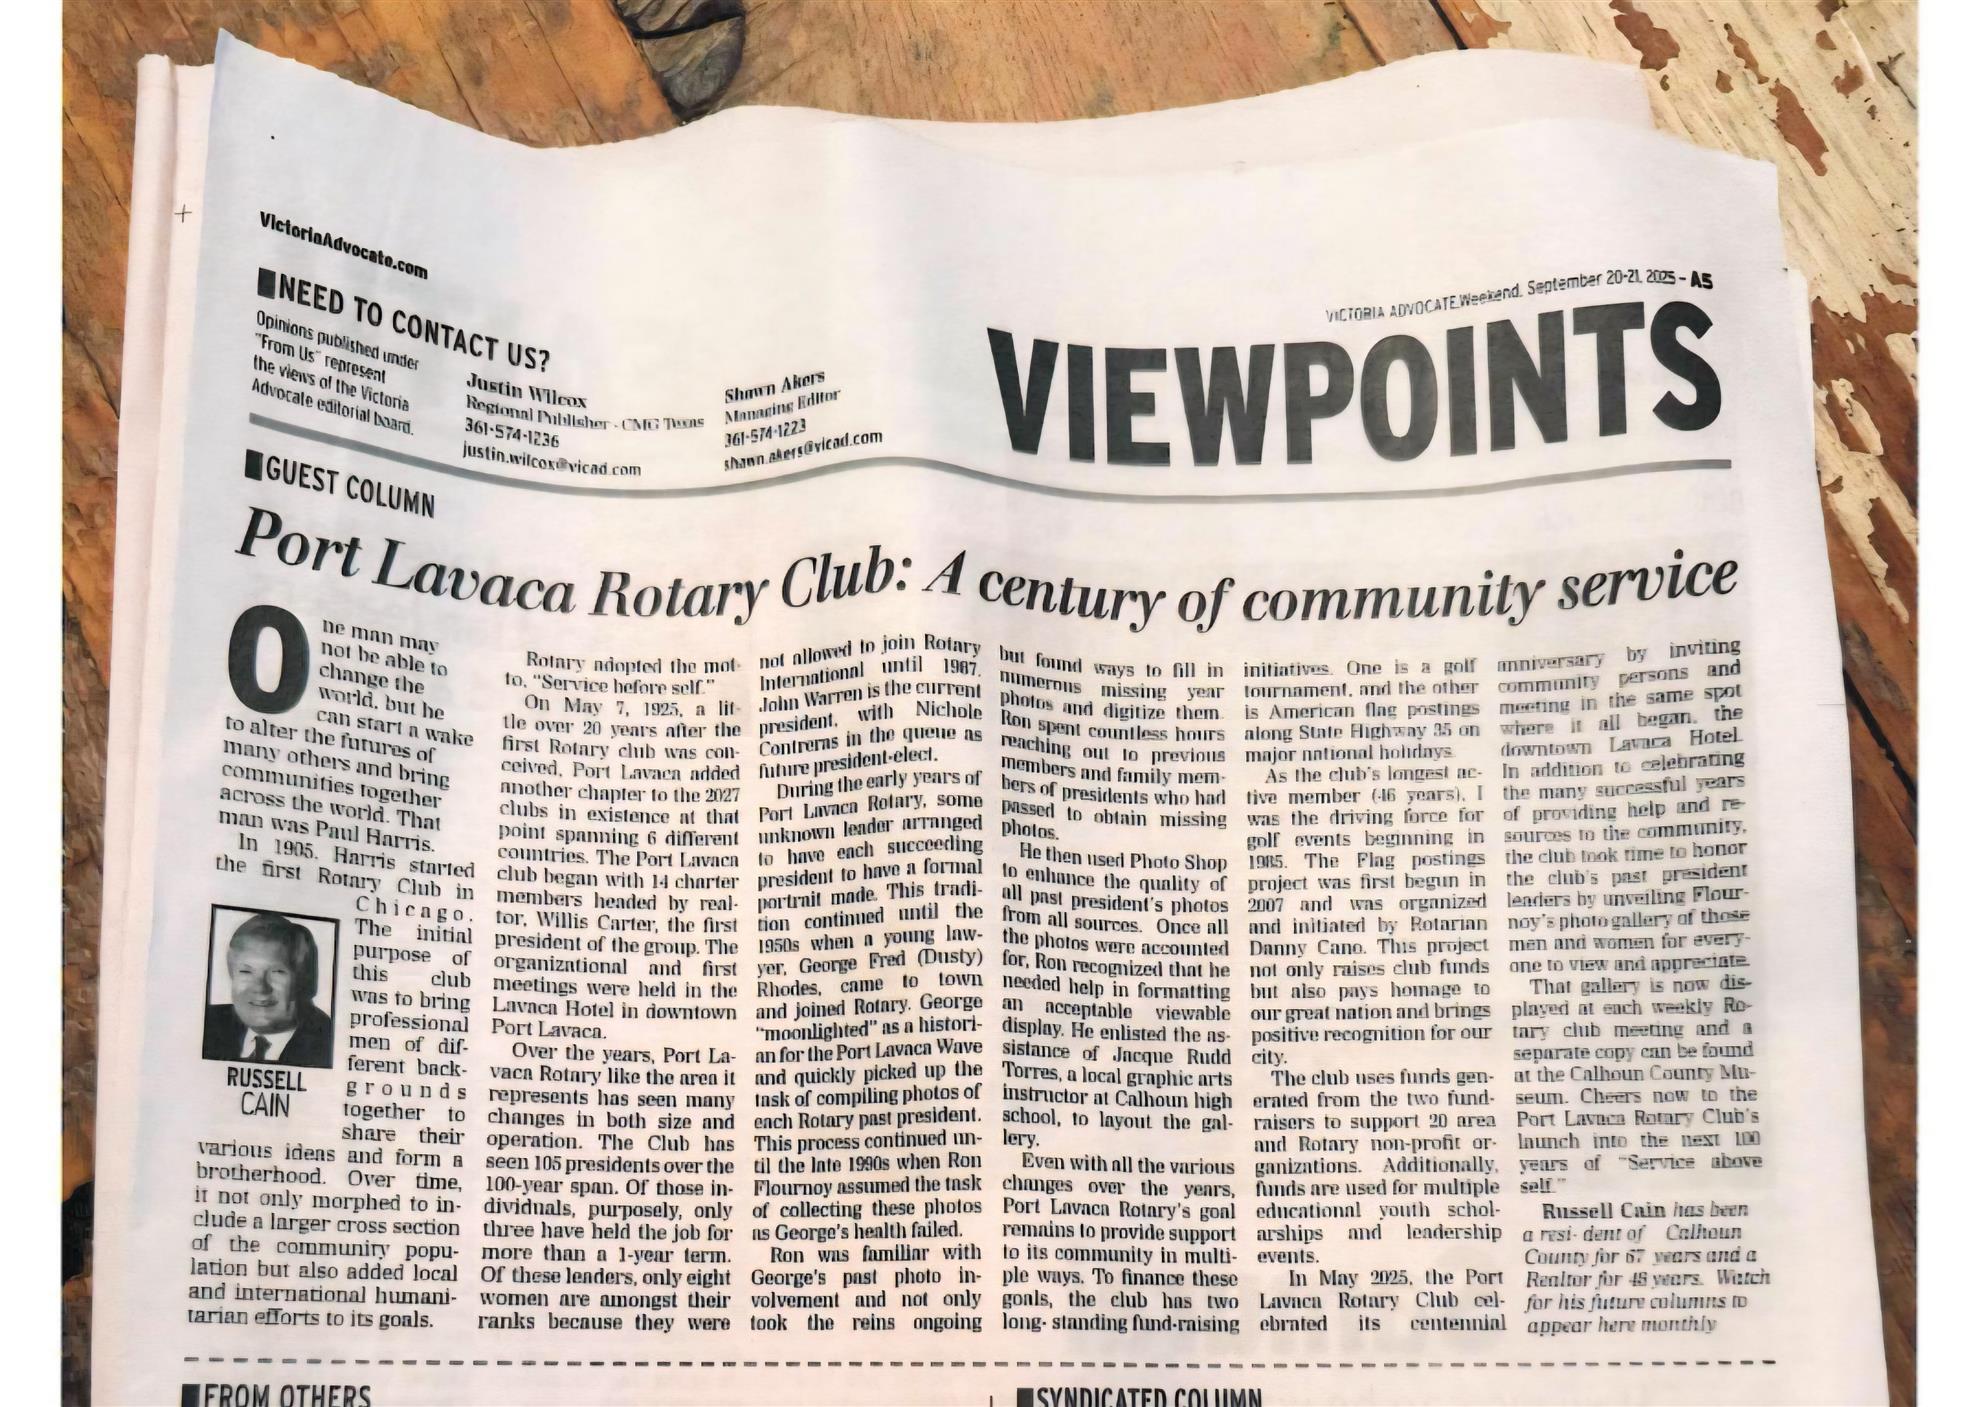 VictoriaAdvocate.com
VICTORIA ADVOCATE, Weekend, September 20-21, 2025 - A5
NEED TO CONTACT US?
Opinions published under
"From Us" represent
the views of the Victoria
Advocate editorial board.
Justin Wilcox
Regional Publisher - CMG Texas
361-574-1236
justin.wilcox@vicad.com
Shawn Akers
Managing Editor
361-574-1223
shawn.akers@vicad.com
VIEWPOINTS
GUEST COLUMN
Port Lavaca Rotary Club: A century of community service
One man may
not be able to
change the
world, but he
can start a wake
to alter the futures of
many others and bring
communities together
across the world. That
man was Paul Harris.
In 1905, Harris started
the first Rotary Club in
Chicago.
The initial
purpose of
this club
was to bring
professional
men of dif-
ferent back-
grounds
together to
share their
RUSSELL
CAIN
various ideas and form a
brotherhood. Over time,
it not only morphed to in-
clude a larger cross section
of the community popu-
lation but also added local
and international humani-
tarian efforts to its goals.
Rotary adopted the mot-
to, "Service before self."
On May 7, 1925, a lit-
tle over 20 years after the
first Rotary club was con-
ceived, Port Lavaca added
another chapter to the 2027
clubs in existence at that
point spanning 6 different
countries. The Port Lavaca
club began with 14 charter
members headed by real-
tor, Willis Carter, the first
president of the group. The
organizational and first
meetings were held in the
Lavaca Hotel in downtown
Port Lavaca.
Over the years, Port La-
vaca Rotary like the area it
represents has seen many
changes in both size and
operation. The Club has
seen 105 presidents over the
100-year span. Of those in-
dividuals, purposely, only
three have held the job for
more than a 1-year term.
Of these leaders, only eight
women are amongst their
ranks because they were
not allowed to join Rotary
International until 1987.
John Warren is the current
president, with Nichole
Contreras in the queue as
future president-elect.
During the early years of
Port Lavaca Rotary, some
unknown leader arranged
to have each succeeding
president to have a formal
portrait made. This tradi-
tion continued until the
1950s when a young law-
yer, George Fred (Dusty)
Rhodes, came to town
and joined Rotary. George
"moonlighted" as a histori-
an for the Port Lavaca Wave
and quickly picked up the
task of compiling photos of
each Rotary past president.
This process continued un-
til the late 1990s when Ron
Flournoy assumed the task
of collecting these photos
as George's health failed.
Ron was familiar with
George's past photo in-
volvement and not only
took the reins ongoing
but found ways to fill in
numerous missing year
photos and digitize them.
Ron spent countless hours
reaching out to previous
members and family mem-
bers of presidents who had
passed to obtain missing
photos.
He then used Photo Shop
to enhance the quality of
all past president's photos
from all sources. Once all
the photos were accounted
for, Ron recognized that he
needed help in formatting
an acceptable viewable
display. He enlisted the as-
sistance of Jacque Rudd
Torres, a local graphic arts
instructor at Calhoun high
school, to layout the gal-
lery.
Even with all the various
changes over the years,
Port Lavaca Rotary's goal
remains to provide support
to its community in multi-
ple ways. To finance these
goals, the club has two
long- standing fund-raising
initiatives. One is a golf
tournament, and the other
is American flag postings
along State Highway 35 on
major national holidays.
As the club's longest ac-
tive member (46 years), I
was the driving force for
golf events beginning in
1985. The Flag postings
project was first begun in
2007 and was organized
and initiated by Rotarian
Danny Cano. This project
not only raises club funds
but also pays homage to
our great nation and brings
positive recognition for our
city.
The club uses funds gen-
erated from the two fund-
raisers to support 20 area
and Rotary non-profit or-
ganizations. Additionally,
funds are used for multiple
educational youth schol-
arships and leadership
events.
In May 2025, the Port
Lavaca Rotary Club cel-
ebrated its centennial
anniversary by inviting
community persons and
meeting in the same spot
where it all began, the
downtown Lavaca Hotel.
In addition to celebrating
the many successful years
of providing help and re-
sources to the community,
the club took time to honor
the club's past president
leaders by unveiling Flour-
noy's photo gallery of those
men and women for every-
one to view and appreciate.
That gallery is now dis-
played at each weekly Ro-
tary club meeting and a
separate copy can be found
at the Calhoun County Mu-
seum. Cheers now to the
Port Lavaca Rotary Club's
launch into the next 100
years of "Service above
self."
Russell Cain has been
a resi- dent of Calhoun
County for 67 years and a
Realtor for 48 years. Watch
for his future columns to
appear here monthly
FROM OTHERS
SYNDICATED COLUMN